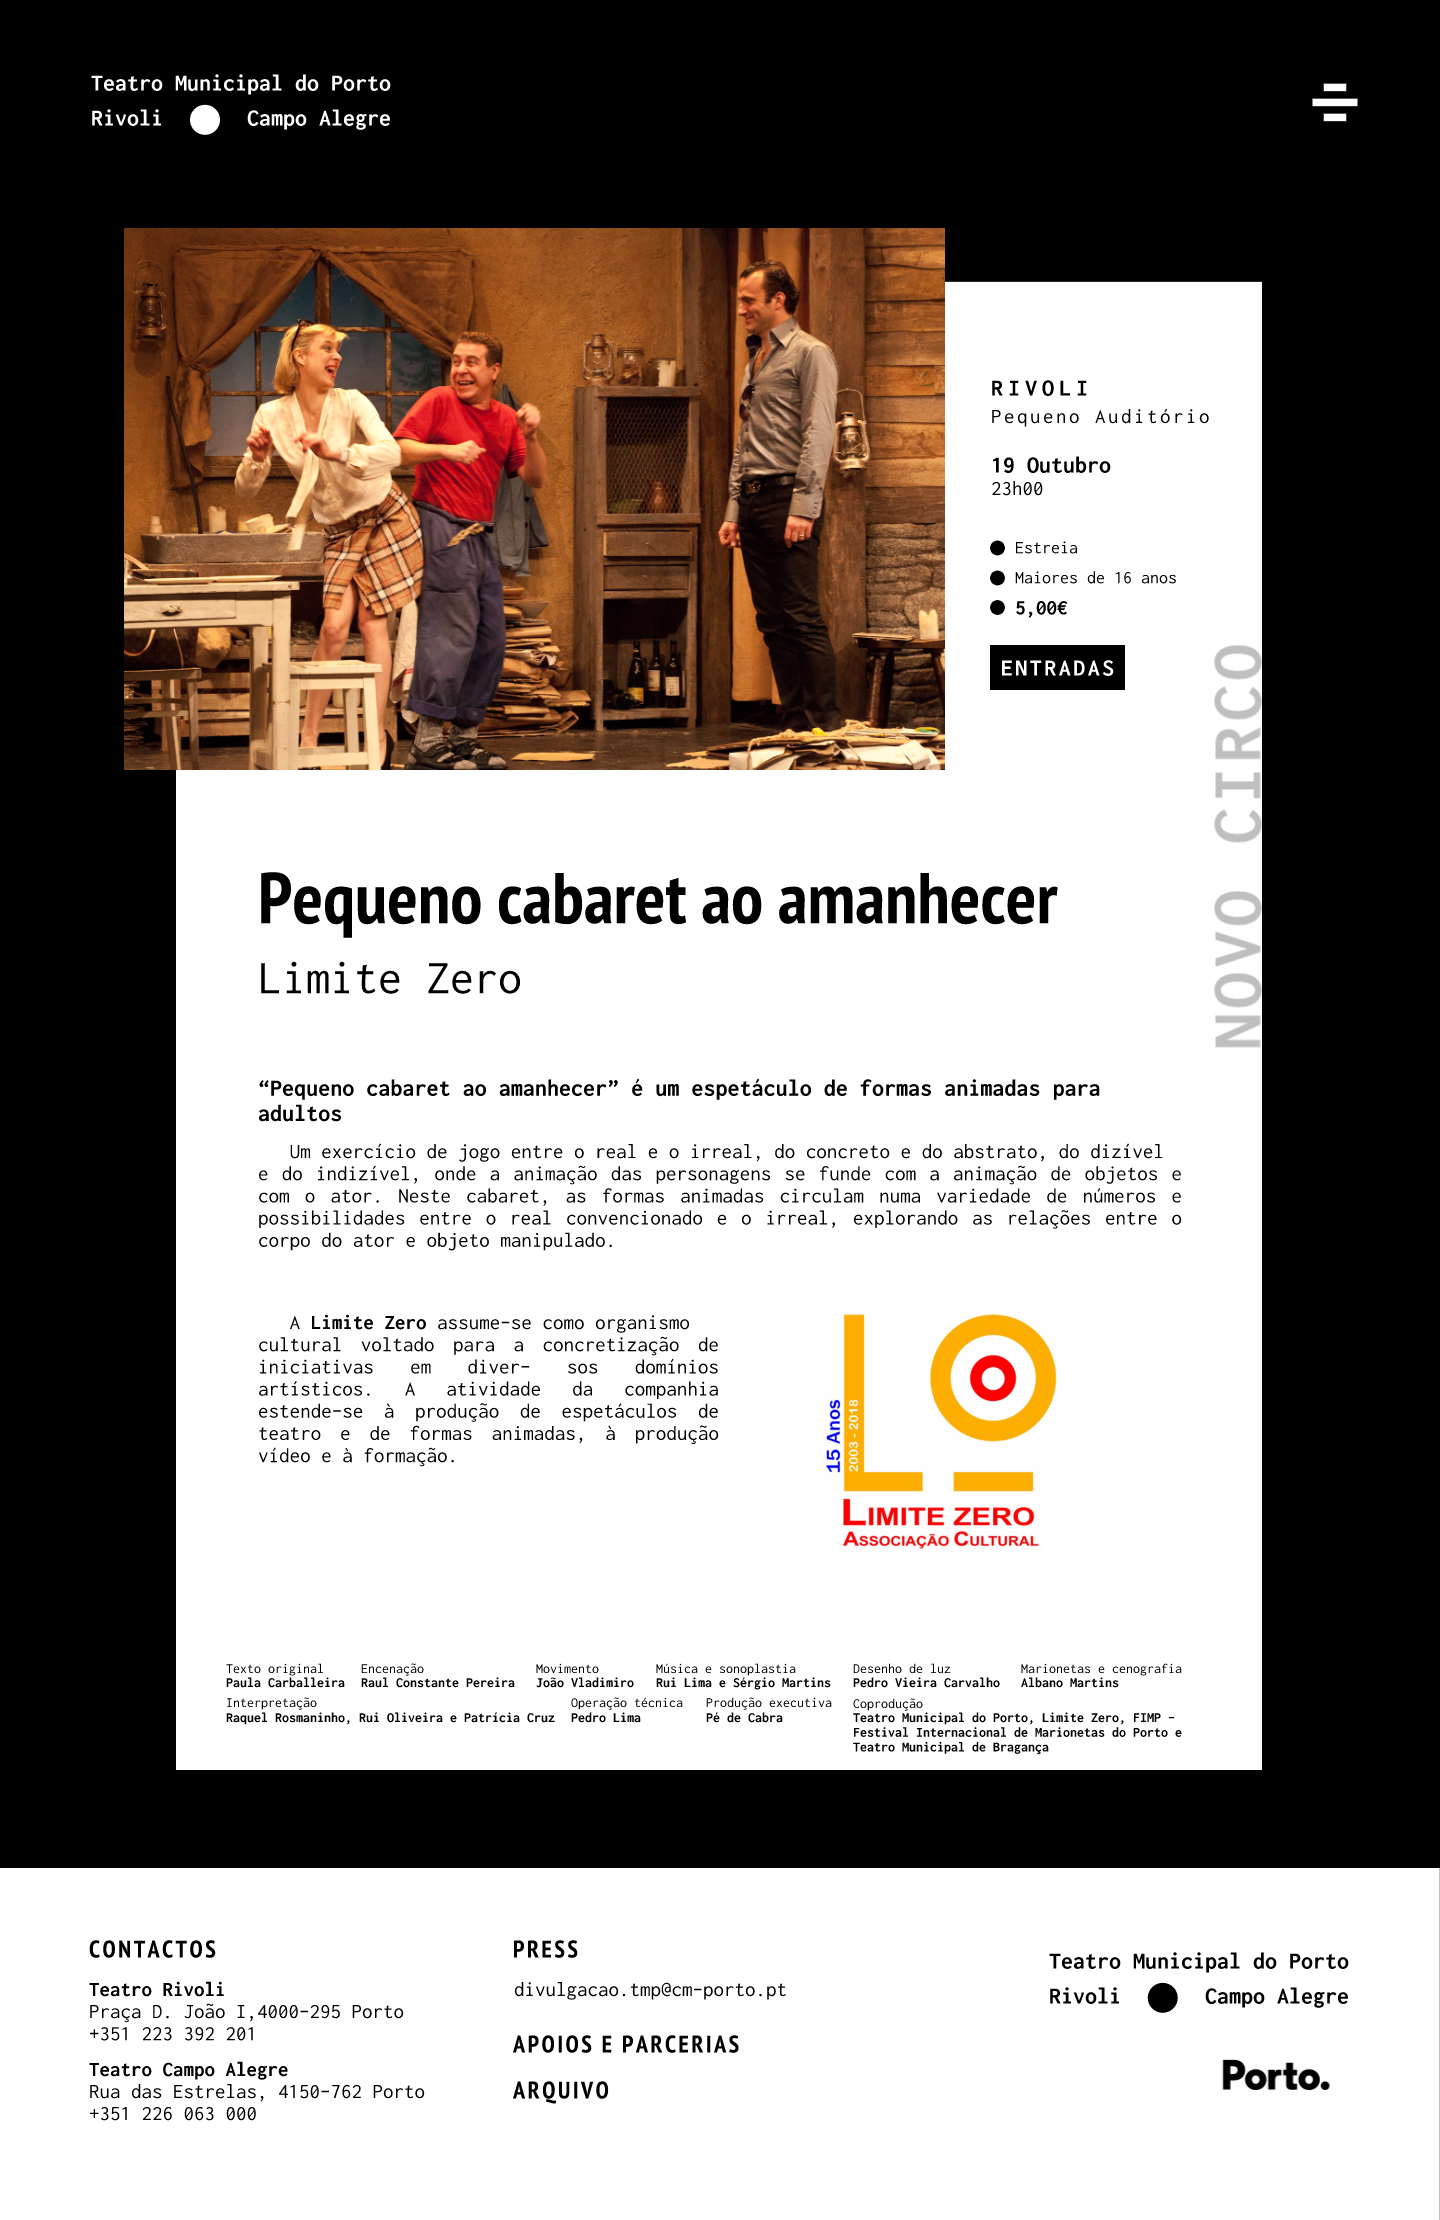 Teatro Municipal do Porto
Rivoli Campo Alegre
RIVOLI
Pequeno Auditório
19 Outubro
23h00
Estreia
Maiores de 16 anos
5,00€
ENTRADAS
NOVO CIRCO
Pequeno cabaret ao amanhecer
Limite Zero
“Pequeno cabaret ao amanhecer” é um espetáculo de formas animadas para
adultos
Um exercício de jogo entre o real e o irreal, do concreto e do abstrato, do dizível
e do indizível, onde a animação das personagens se funde com a animação de objetos e
com o ator. Neste cabaret, as formas animadas circulam numa variedade de números e
possibilidades entre o real convencionado e o irreal, explorando as relações entre o
corpo do ator e objeto manipulado.
A Limite Zero assume-se como organismo
cultural voltado para a concretização de
iniciativas em diver- sos domínios
artísticos. A atividade da companhia
estende-se à produção de espetáculos de
teatro e de formas animadas, à produção
vídeo e à formação.
15 Anos
2003 - 2018
LIMITE ZERO
ASSOCIAÇÃO CULTURAL
Texto original
Paula Carballeira
Encenação
Raul Constante Pereira
Movimento
João Vladimiro
Música e sonoplastia
Rui Lima e Sérgio Martins
Desenho de luz
Pedro Vieira Carvalho
Marionetas e cenografia
Albano Martins
Interpretação
Raquel Rosmaninho, Rui Oliveira e Patrícia Cruz
Operação técnica
Pedro Lima
Produção executiva
Pé de Cabra
Coprodução
Teatro Municipal do Porto, Limite Zero, FIMP -
Festival Internacional de Marionetas do Porto e
Teatro Municipal de Bragança
CONTACTOS
Teatro Rivoli
Praça D. João I,4000-295 Porto
+351 223 392 201
Teatro Campo Alegre
Rua das Estrelas, 4150-762 Porto
+351 226 063 000
PRESS
divulgacao.tmp@cm-porto.pt
APOIOS E PARCERIAS
ARQUIVO
Teatro Municipal do Porto
Rivoli Campo Alegre
Porto.